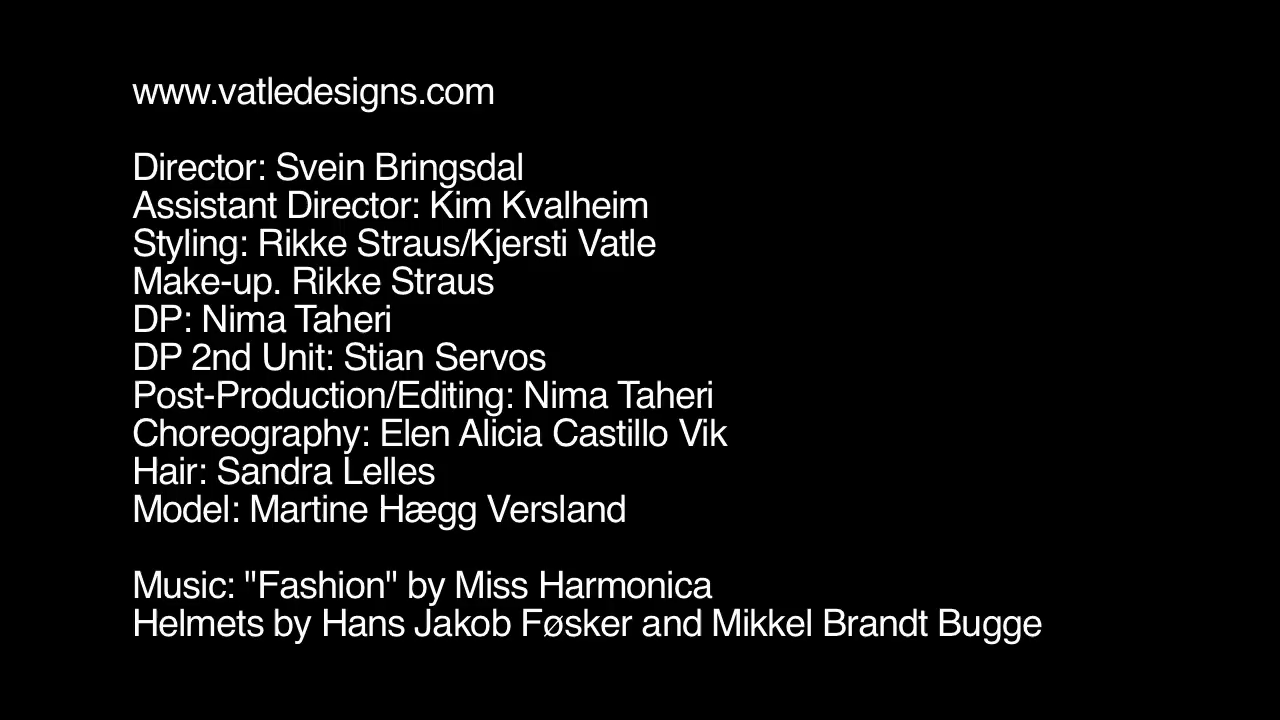 www.vatledesigns.com
Director: Svein Bringsdal
Assistant Director: Kim Kvalheim
Styling: Rikke Straus/Kjersti Vatle
Make-up. Rikke Straus
DP: Nima Taheri
DP 2nd Unit: Stian Servos
Post-Production/Editing: Nima Taheri
Choreography: Elen Alicia Castillo Vik
Hair: Sandra Lelles
Model: Martine Hægg Versland
Music: "Fashion" by Miss Harmonica
Helmets by Hans Jakob Føsker and Mikkel Brandt Bugge